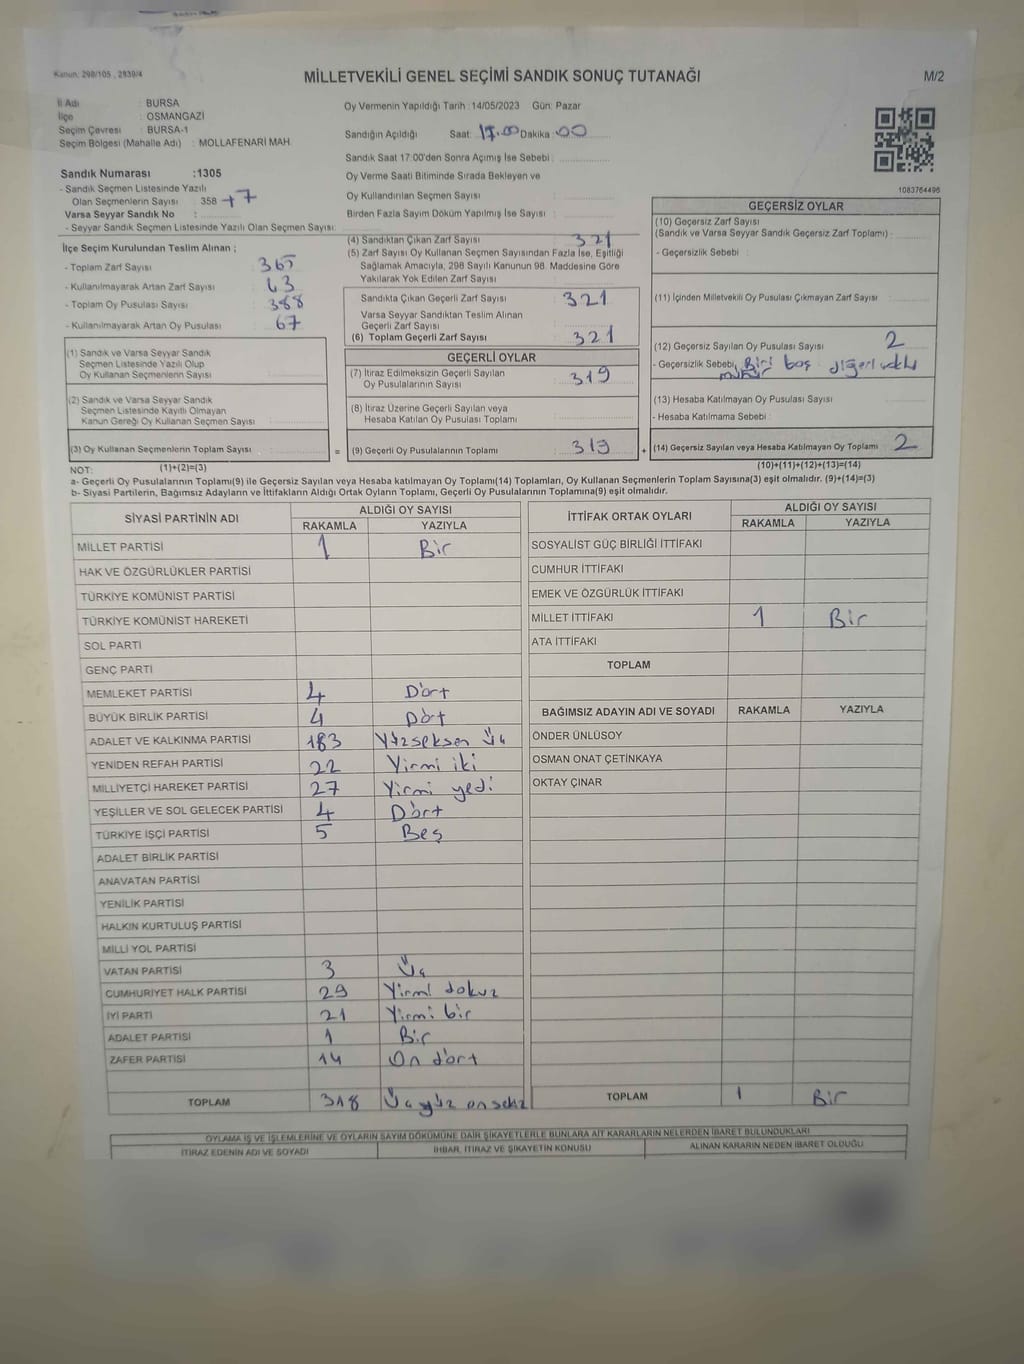 Kanun: 298/105 , 2839/4
MİLLETVEKİLİ GENEL SEÇİMİ SANDIK SONUÇ TUTANAĞI
M/2
İl Adı : BURSA
İlçe : OSMANGAZİ
Seçim Çevresi : BURSA-1
Seçim Bölgesi (Mahalle Adı) : MOLLAFENARİ MAH.
Oy Vermenin Yapıldığı Tarih :14/05/2023 Gün: Pazar
Sandığın Açıldığı Saat: 17.00 Dakika :00
Sandık Saat 17:00'den Sonra Açımış İse Sebebi :
Oy Verme Saati Bitiminde Sırada Bekleyen ve
Oy Kullandırılan Seçmen Sayısı :
Birden Fazla Sayım Döküm Yapılmış İse Sayısı :
1083764496
Sandık Numarası :1305
- Sandık Seçmen Listesinde Yazılı
Olan Seçmenlerin Sayısı : 358 +7
Varsa Seyyar Sandık No :
- Seyyar Sandık Seçmen Listesinde Yazılı Olan Seçmen Sayısı:
İlçe Seçim Kurulundan Teslim Alınan ;
- Toplam Zarf Sayısı : 365
- Kullanılmayarak Artan Zarf Sayısı : 43
- Toplam Oy Pusulası Sayısı : 388
- Kullanılmayarak Artan Oy Pusulası : 67
(1) Sandık ve Varsa Seyyar Sandık
Seçmen Listesinde Yazılı Olup
Oy Kullanan Seçmenlerin Sayısı :
(2) Sandık ve Varsa Seyyar Sandık
Seçmen Listesinde Kayıtlı Olmayan
Kanun Gereği Oy Kullanan Seçmen Sayısı :
(3) Oy Kullanan Seçmenlerin Toplam Sayısı :
(4) Sandıktan Çıkan Zarf Sayısı : 321
(5) Zarf Sayısı Oy Kullanan Seçmen Sayısından Fazla İse, Eşitliği
Sağlamak Amacıyla, 298 Sayılı Kanunun 98. Maddesine Göre
Yakılarak Yok Edilen Zarf Sayısı :
Sandıkta Çıkan Geçerli Zarf Sayısı : 321
Varsa Seyyar Sandıktan Teslim Alınan
Geçerli Zarf Sayısı :
(6) Toplam Geçerli Zarf Sayısı : 321
GEÇERLİ OYLAR
(7) İtiraz Edilmeksizin Geçerli Sayılan
Oy Pusulalarının Sayısı : 319
(8) İtiraz Üzerine Geçerli Sayılan veya
Hesaba Katılan Oy Pusulası Toplamı :
= (9) Geçerli Oy Pusulalarının Toplamı : 319 +
GEÇERSİZ OYLAR
(10) Geçersiz Zarf Sayısı
(Sandık ve Varsa Seyyar Sandık Geçersiz Zarf Toplamı) :
- Geçersizlik Sebebi :
(11) İçinden Milletvekili Oy Pusulası Çıkmayan Zarf Sayısı :
(12) Geçersiz Sayılan Oy Pusulası Sayısı : 2
- Geçersizlik Sebebi : Biri boş diğeri
(13) Hesaba Katılmayan Oy Pusulası Sayısı :
- Hesaba Katılmama Sebebi :
(14) Geçersiz Sayılan veya Hesaba Katılmayan Oy Toplamı : 2
NOT: (1)+(2)=(3)
(10)+(11)+(12)+(13)=(14)
a- Geçerli Oy Pusulalarının Toplamı(9) ile Geçersiz Sayılan veya Hesaba katılmayan Oy Toplamı(14) Toplamları, Oy Kullanan Seçmenlerin Toplam Sayısına(3) eşit olmalıdır. (9)+(14)=(3)
b- Siyasi Partilerin, Bağımsız Adayların ve İttifakların Aldığı Ortak Oyların Toplamı, Geçerli Oy Pusulalarının Toplamına(9) eşit olmalıdır.
SİYASİ PARTİNİN ADI ALDIĞI OY SAYISI
RAKAMLA YAZIYLA
MİLLET PARTİSİ 1 Bir
HAK VE ÖZGÜRLÜKLER PARTİSİ
TÜRKİYE KOMÜNİST PARTİSİ
TÜRKİYE KOMÜNİST HAREKETİ
SOL PARTİ
GENÇ PARTİ
MEMLEKET PARTİSİ 4 Dört
BÜYÜK BİRLİK PARTİSİ 4 Dört
ADALET VE KALKINMA PARTİSİ 183 Yüzseksen Üç
YENİDEN REFAH PARTİSİ 22 Yirmi iki
MİLLİYETÇİ HAREKET PARTİSİ 27 Yirmi yedi
YEŞİLLER VE SOL GELECEK PARTİSİ 4 Dört
TÜRKİYE İŞÇİ PARTİSİ 5 Beş
ADALET BİRLİK PARTİSİ
ANAVATAN PARTİSİ
YENİLİK PARTİSİ
HALKIN KURTULUŞ PARTİSİ
MİLLİ YOL PARTİSİ
VATAN PARTİSİ 3 Üç
CUMHURİYET HALK PARTİSİ 29 Yirmi dokuz
İYİ PARTİ 21 Yirmi bir
ADALET PARTİSİ 1 Bir
ZAFER PARTİSİ 14 On dört
TOPLAM 318 Üçyüz onsekiz
İTTİFAK ORTAK OYLARI ALDIĞI OY SAYISI
RAKAMLA YAZIYLA
SOSYALİST GÜÇ BİRLİĞİ İTTİFAKI
CUMHUR İTTİFAKI
EMEK VE ÖZGÜRLÜK İTTİFAKI
MİLLET İTTİFAKI 1 Bir
ATA İTTİFAKI
TOPLAM
BAĞIMSIZ ADAYIN ADI VE SOYADI RAKAMLA YAZIYLA
ÖNDER ÜNLÜSOY
OSMAN ONAT ÇETİNKAYA
OKTAY ÇINAR
TOPLAM 1 Bir
OYLAMA İŞ VE İŞLEMLERİNE VE OYLARIN SAYIM DÖKÜMÜNE DAİR ŞİKAYETLERLE BUNLARA AİT KARARLARIN NELERDEN İBARET BULUNDUKLARI
İTİRAZ EDENİN ADI VE SOYADI İHBAR, İTİRAZ VE ŞİKAYETİN KONUSU ALINAN KARARIN NEDEN İBARET OLDUĞU